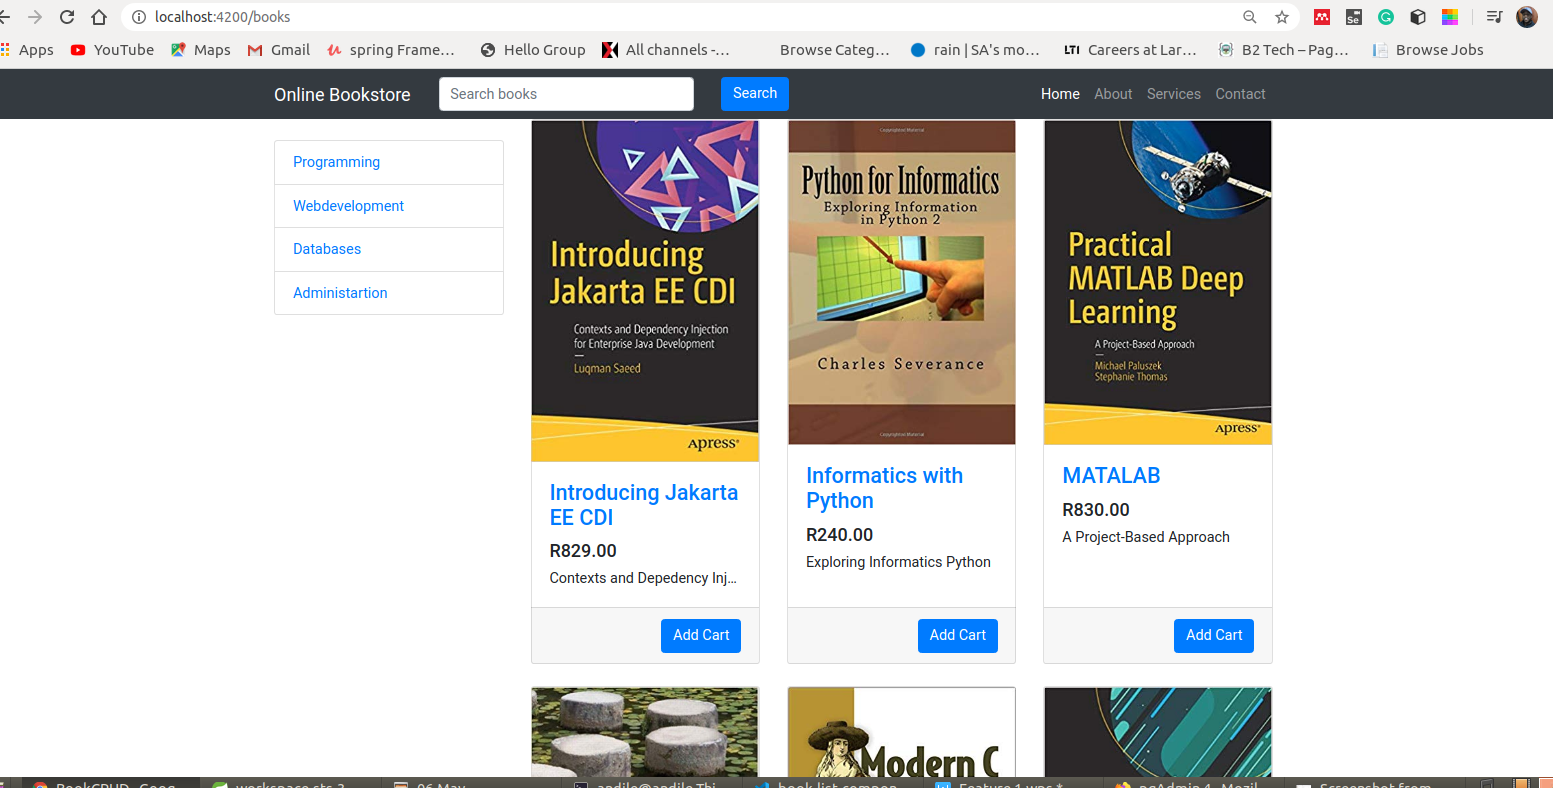 localhost:4200/books
Apps YouTube Maps Gmail spring Frame… Hello Group All channels -… Browse Categ… rain | SA's mo… LTI Careers at Lar… B2 Tech – Pag… Browse Jobs
Online Bookstore Search books Search Home About Services Contact
Programming
Webdevelopment
Databases
Administartion
Introducing
Jakarta EE CDI
Contexts and Dependency Injection
for Enterprise Java Development
Luqman Saeed
Apress®
Introducing Jakarta
EE CDI
R829.00
Contexts and Depedency Inj…
Add Cart
Copyrighted Material
Python for Informatics
Exploring Information
in Python 2
Charles Severance
Copyrighted Material
Informatics with
Python
R240.00
Exploring Informatics Python
Add Cart
Practical
MATLAB Deep
Learning
A Project-Based Approach
Michael Paluszek
Stephanie Thomas
Apress®
MATALAB
R830.00
A Project-Based Approach
Add Cart
Modern C